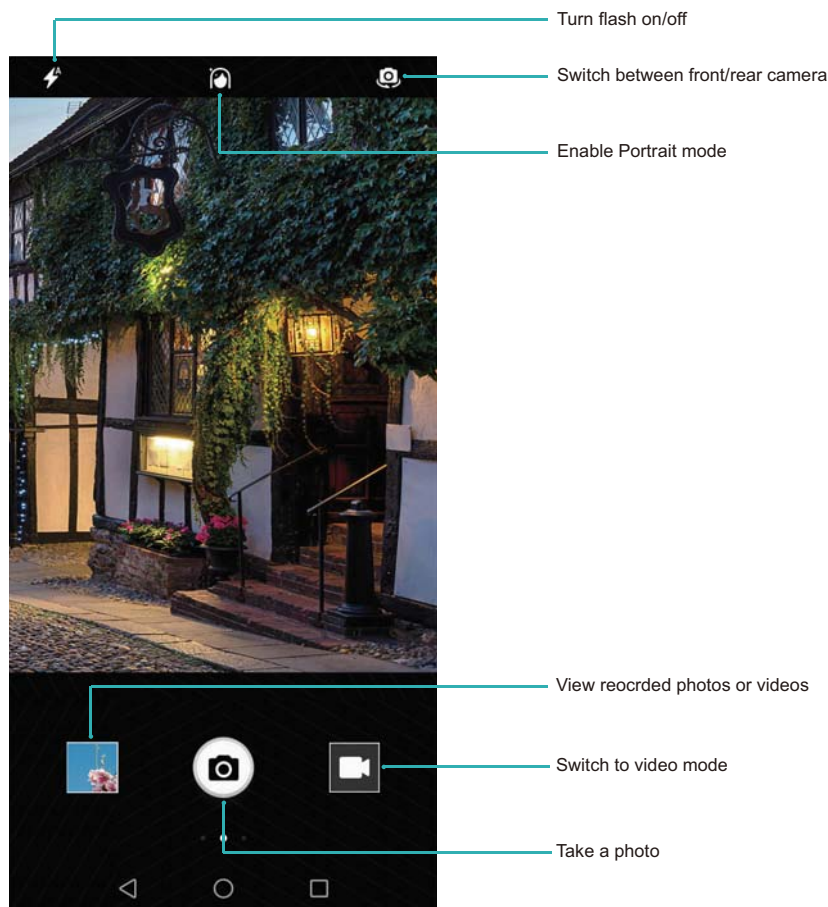 Turn flash on/off
Switch between front/rear camera
Enable Portrait mode
View reocrded photos or videos
Switch to video mode
Take a photo